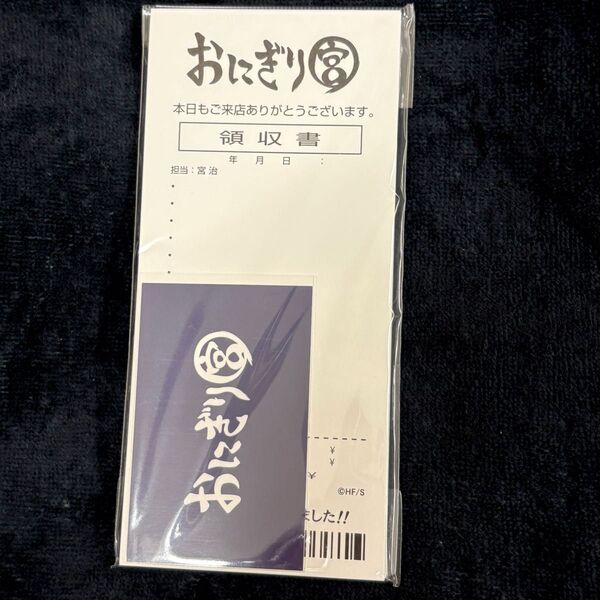 おにぎり宮
本日もご来店ありがとうございます。
領収書
年 月 日 :
担当:宮 治
・
・
・
・
・
・
おにぎり宮
¥
¥
¥
©HF/S
ました!!